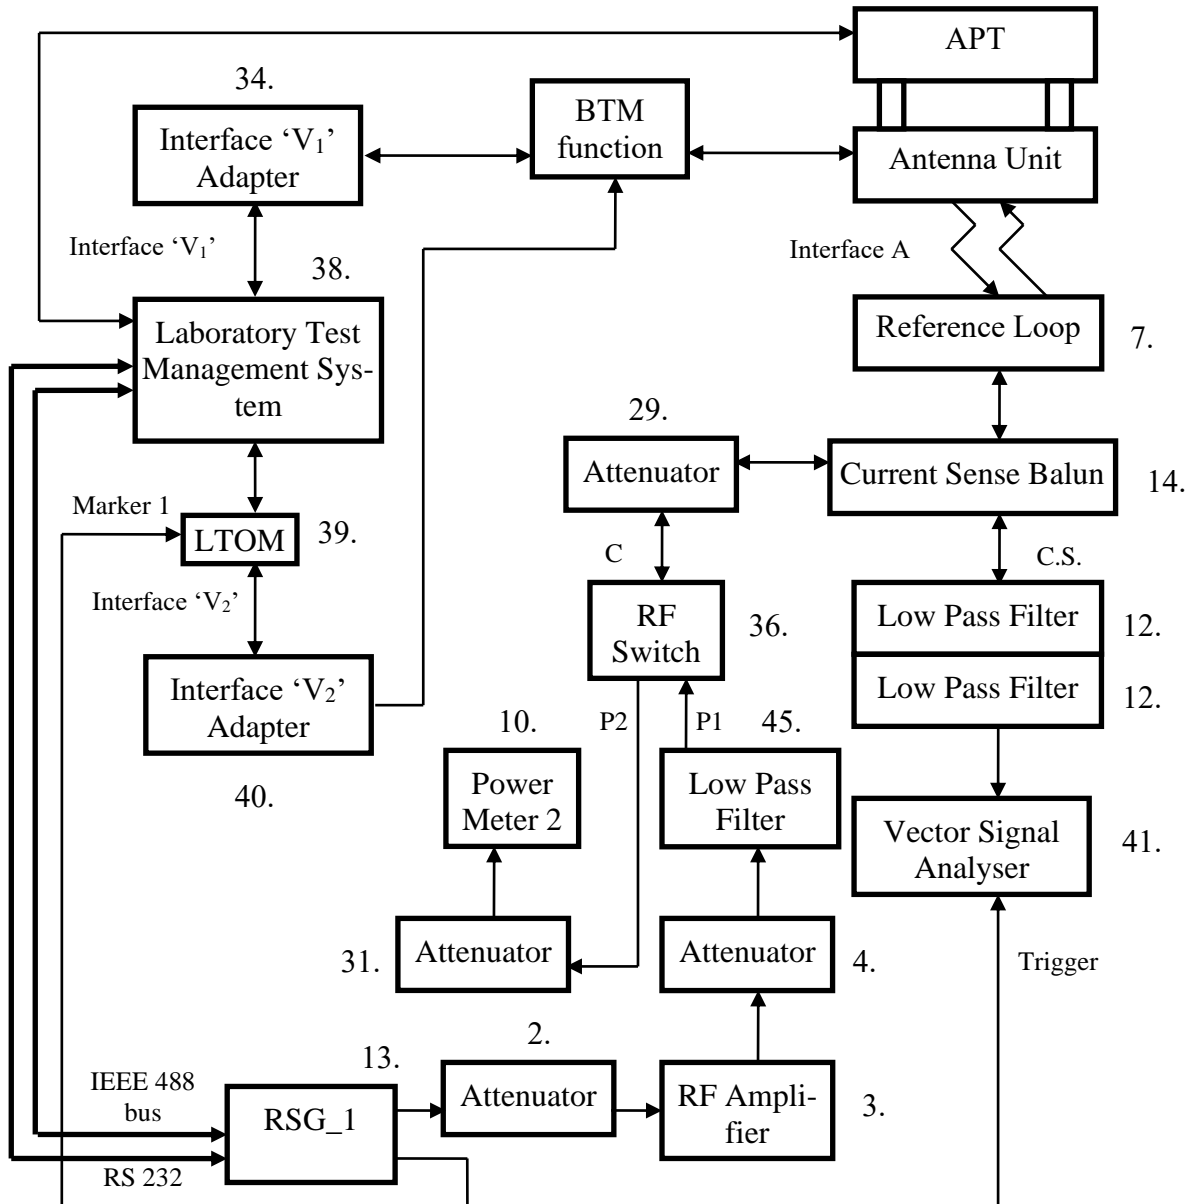 APT
34.
BTM
function
Interface ‘V1’
Adapter
Antenna Unit
Interface ‘V1’
Interface A
38.
Laboratory Test
Management Sys-
tem
Reference Loop
7.
29.
Attenuator
Current Sense Balun
14.
Marker 1
LTOM
39.
C
C.S.
Interface ‘V2’
RF
Switch
36.
Low Pass Filter
12.
Interface ‘V2’
Adapter
Low Pass Filter
12.
P2
P1
10.
45.
40.
Power
Meter 2
Low Pass
Filter
Vector Signal
Analyser
41.
31.
Attenuator
Attenuator
4.
Trigger
2.
13.
IEEE 488
bus
RSG_1
Attenuator
RF Ampli-
fier
3.
RS 232